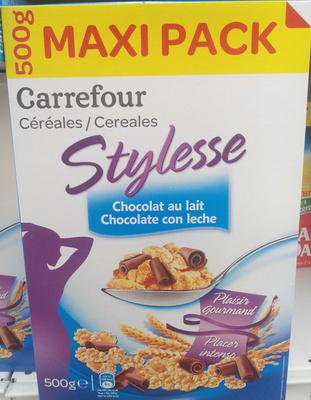 500g
MAXI PACK
Carrefour
Céréales / Cereales
Stylesse
Chocolat au lait
Chocolate con leche
Plaisir
Gourmand
Placer
intenso
500g e